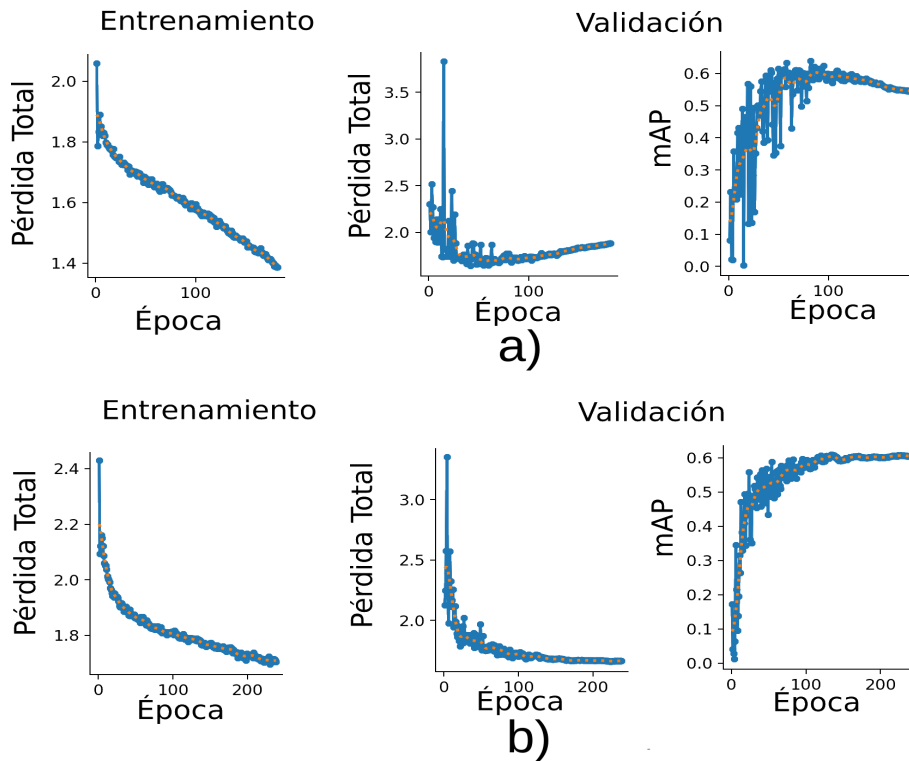 Entrenamiento
Validación
Pérdida Total
2.0
1.8
1.6
1.4
0
100
Época
Pérdida Total
3.5
3.0
2.5
2.0
0
100
Época
mAP
0.6
0.5
0.4
0.3
0.2
0.1
0.0
0
100
Época
a)
Entrenamiento
Validación
Pérdida Total
2.4
2.2
2.0
1.8
0
100
200
Época
Pérdida Total
3.0
2.5
2.0
0
100
200
Época
mAP
0.6
0.5
0.4
0.3
0.2
0.1
0.0
0
100
200
Época
b)